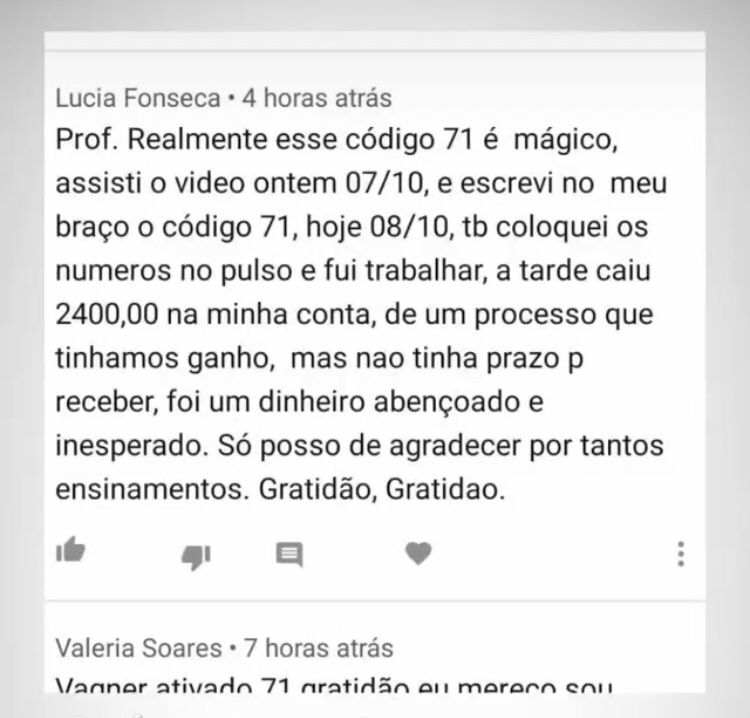 Lucia Fonseca • 4 horas atrás
Prof. Realmente esse código 71 é  mágico,
assisti o video ontem 07/10, e escrevi no  meu
braço o código 71, hoje 08/10, tb coloquei os
numeros no pulso e fui trabalhar, a tarde caiu
2400,00 na minha conta, de um processo que
tinhamos ganho,  mas nao tinha prazo p
receber, foi um dinheiro abençoado e
inesperado. Só posso de agradecer por tantos
ensinamentos. Gratidão, Gratidao.
Valeria Soares • 7 horas atrás
Vagner ativado 71 gratidão eu mereço sou